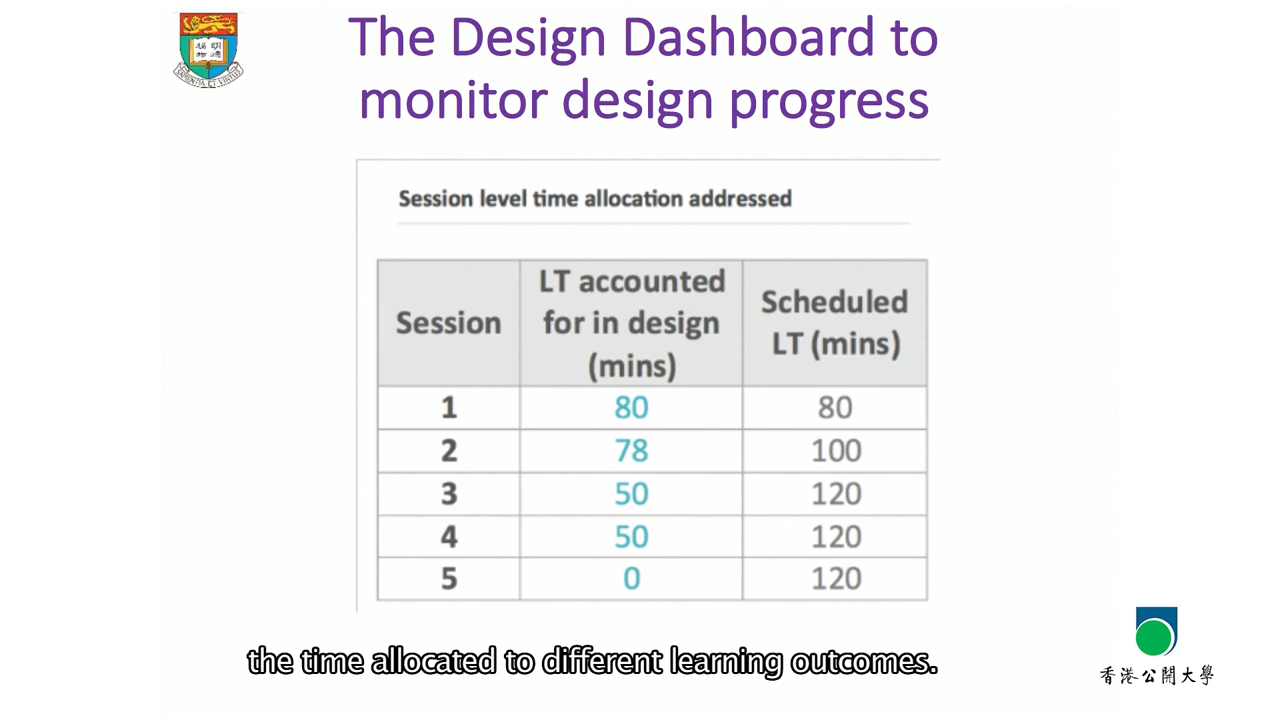 The Design Dashboard to
monitor design progress
Session level time allocation addressed
Session LT accounted for in design (mins) Scheduled LT (mins)
1 80 80
2 78 100
3 50 120
4 50 120
5 0 120
the time allocated to different learning outcomes.
香港公開大學